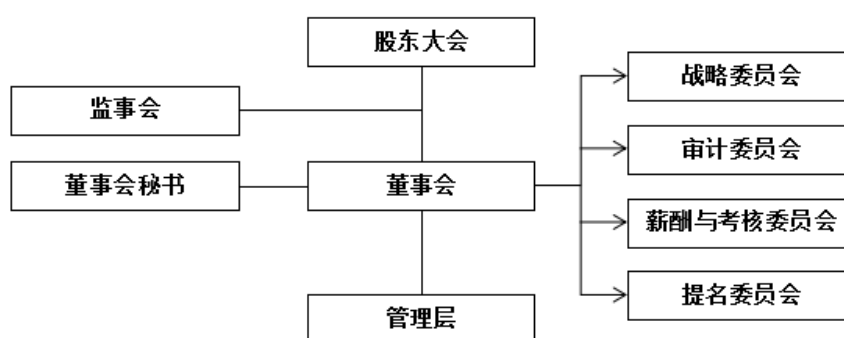 股东大会
战略委员会
监事会
审计委员会
董事会秘书
董事会
薪酬与考核委员会
提名委员会
管理层